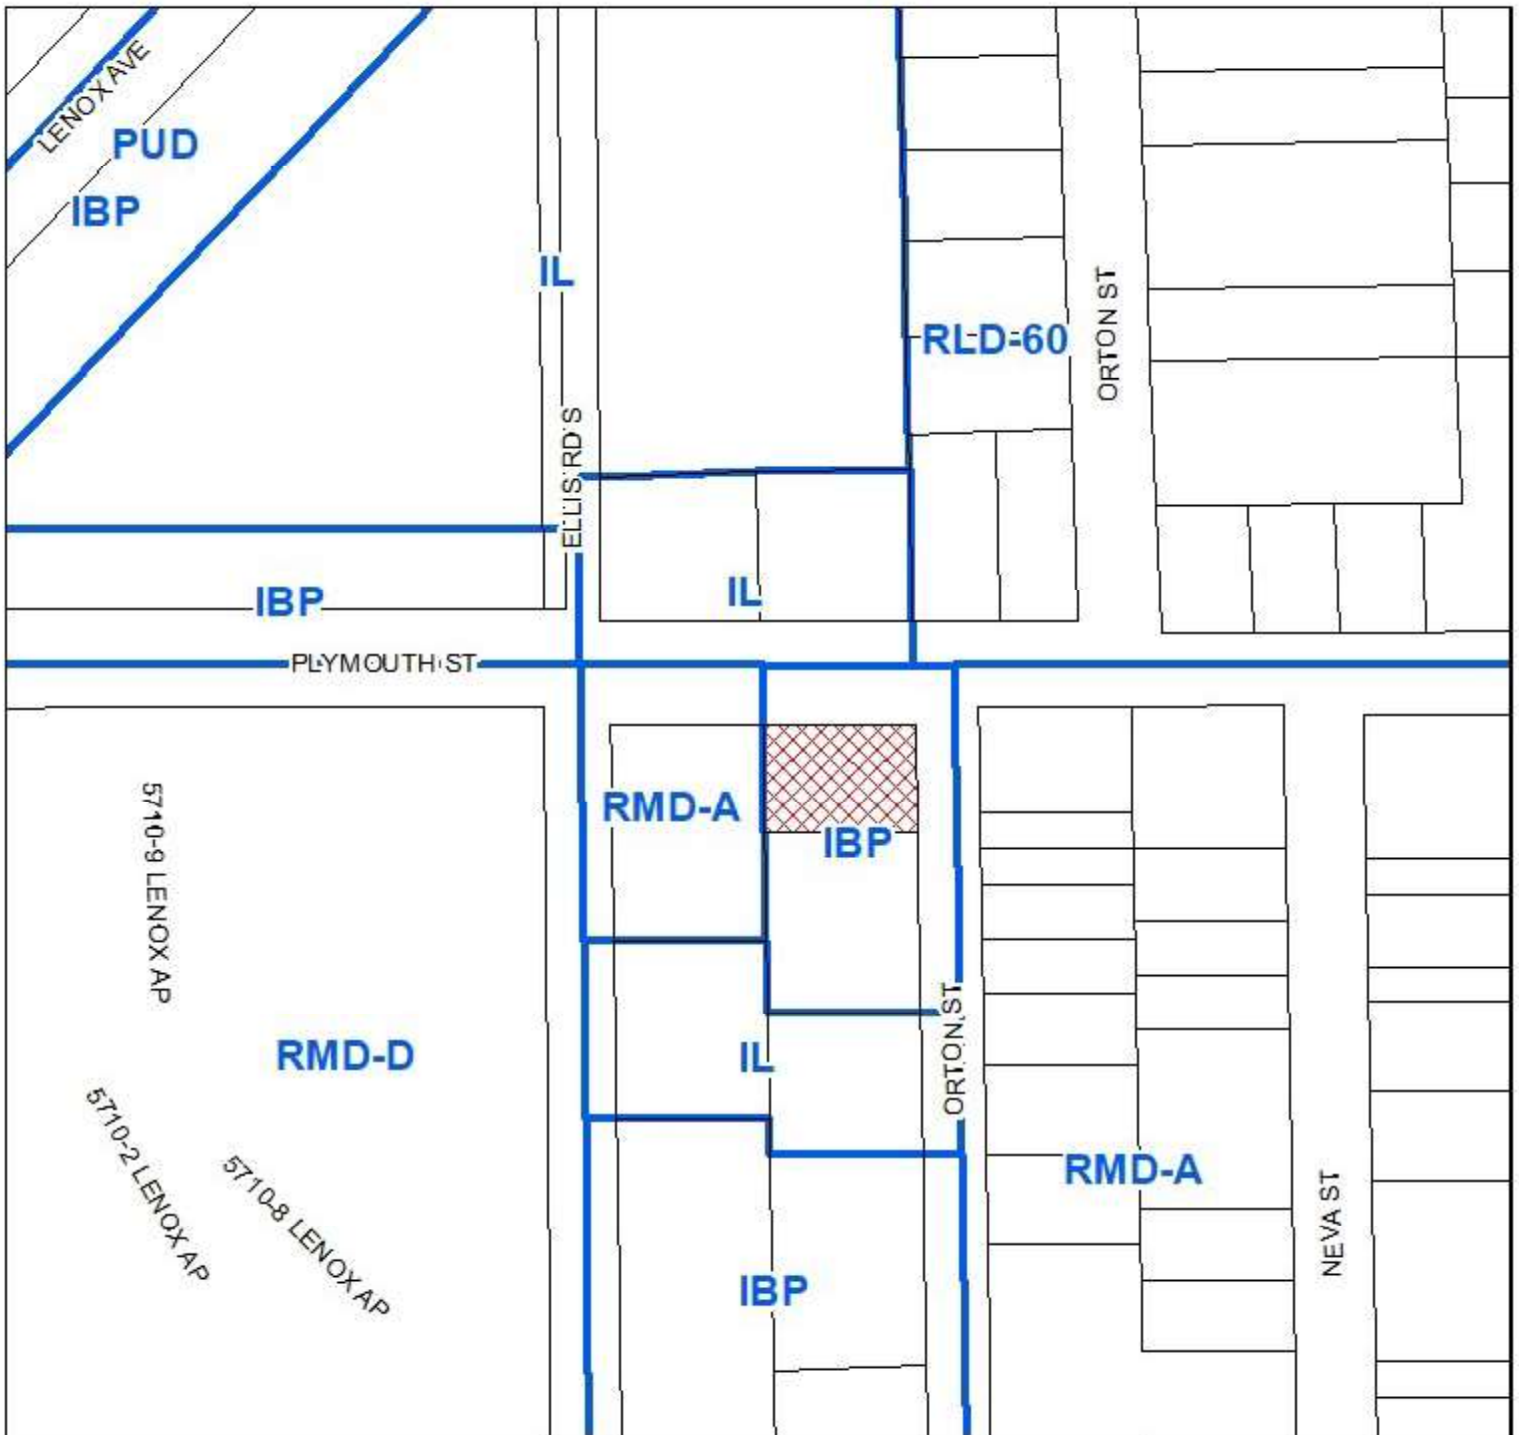 LENOX AVE
PUD
IBP
IL
RLD-60
ORTON ST
ELLIS RD S
IL
IBP
PLYMOUTH ST
RMD-A
IBP
5710-9 LENOX AP
RMD-D
IL
ORTON ST
5710-2 LENOX AP
5710-8 LENOX AP
RMD-A
NEVA ST
IBP